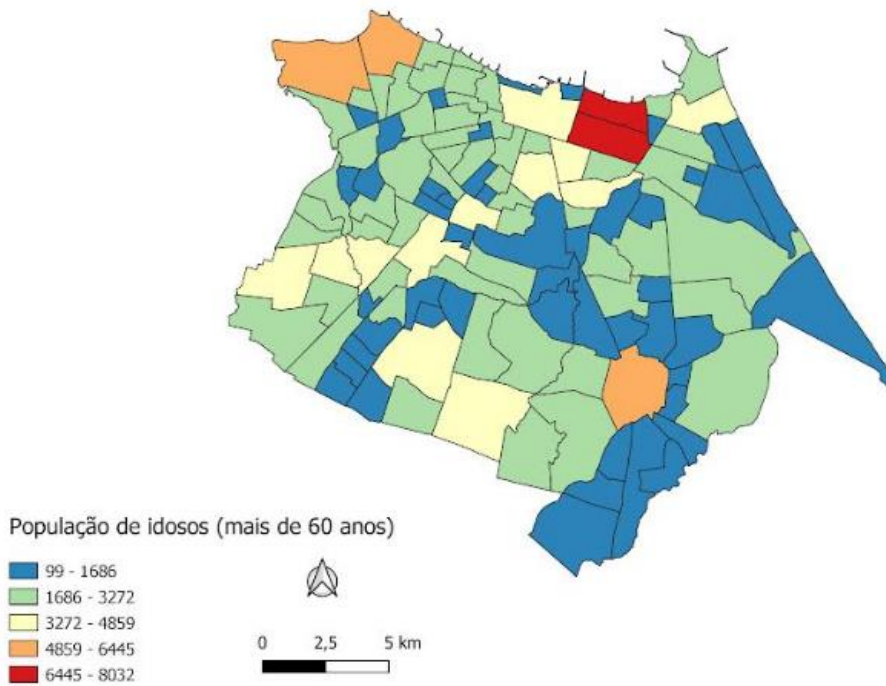 População de idosos (mais de 60 anos)
99 - 1686
1686 - 3272
3272 - 4859
4859 - 6445
6445 - 8032
0 2,5 5 km